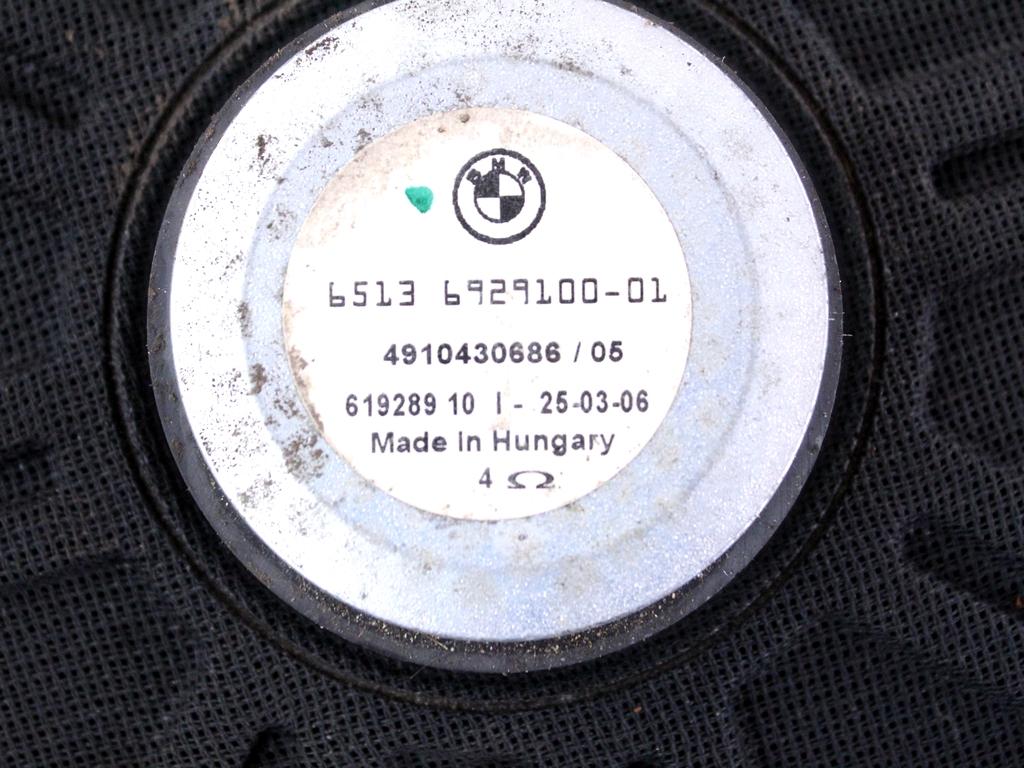 BMW
6513 6929100-01
4910430686 / 05
619289 10 I - 25-03-06
Made In Hungary
4 Ω